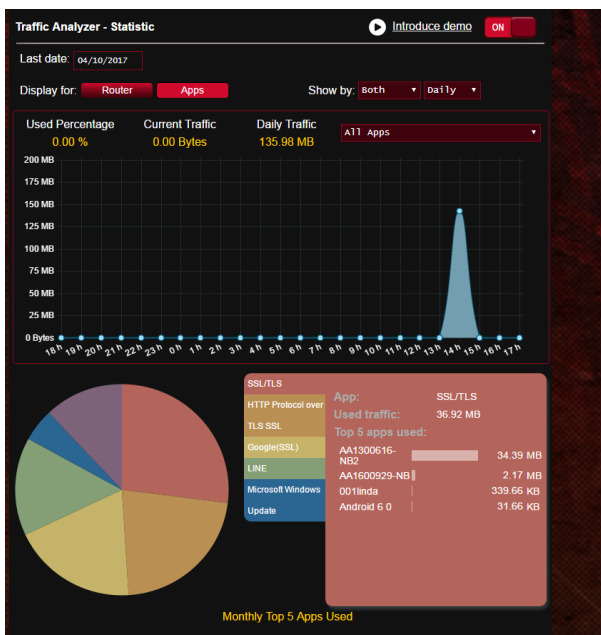 Traffic Analyzer - Statistic
Introduce demo
ON
Last date: 04/10/2017
Display for: Router Apps
Show by: Both Daily
Used Percentage Current Traffic Daily Traffic
0.00 % 0.00 Bytes 135.98 MB
All Apps
200 MB
175 MB
150 MB
125 MB
100 MB
75 MB
50 MB
25 MB
0 Bytes
18 h 19 h 20 h 21 h 22 h 23 h 0 h 1 h 2 h 3 h 4 h 5 h 6 h 7 h 8 h 9 h 10 h 11 h 12 h 13 h 14 h 15 h 16 h 17 h
SSL/TLS
HTTP Protocol over
TLS SSL
Google(SSL)
LINE
Microsoft Windows
Update
App: SSL/TLS
Used traffic: 36.92 MB
Top 5 apps used:
AA1300616-
NB2 34.39 MB
AA1600929-NB 2.17 MB
001linda 339.66 KB
Android 6 0 31.66 KB
Monthly Top 5 Apps Used